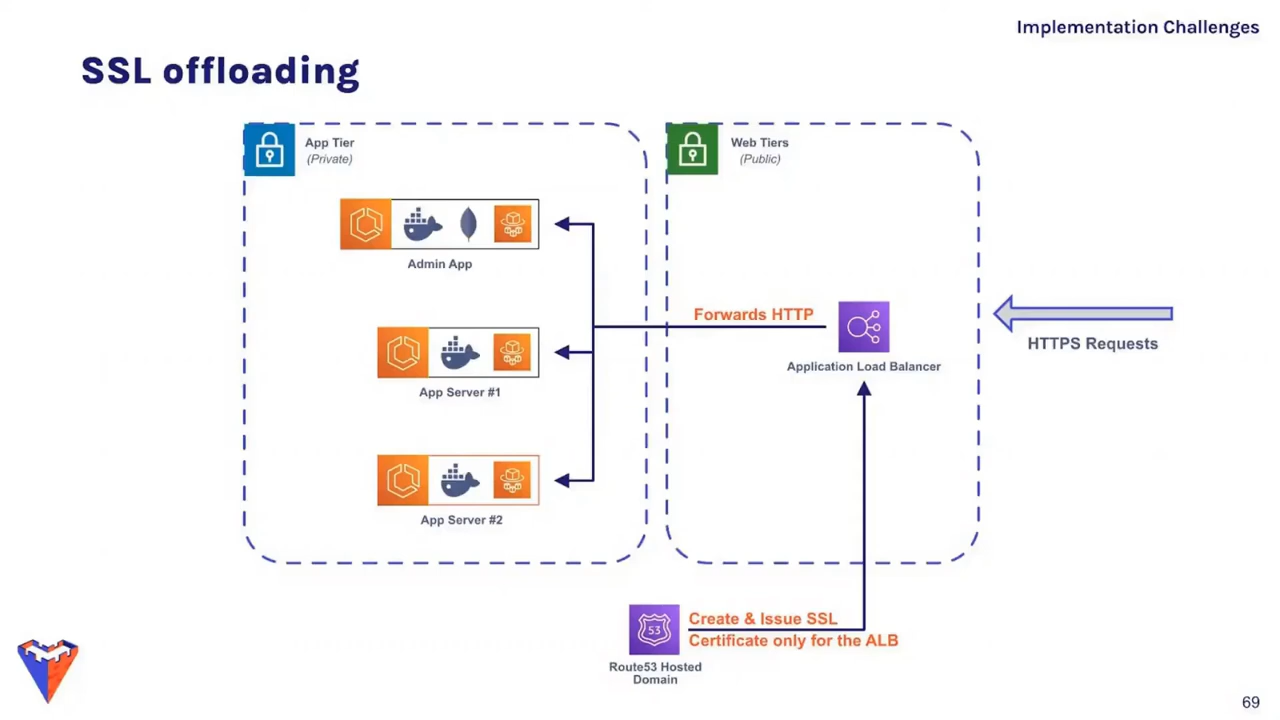 Implementation Challenges
SSL offloading
App Tier
(Private)
Web Tiers
(Public)
Admin App
Forwards HTTP
HTTPS Requests
Application Load Balancer
App Server #1
App Server #2
53
Create & Issue SSL
Certificate only for the ALB
Route53 Hosted
Domain
69